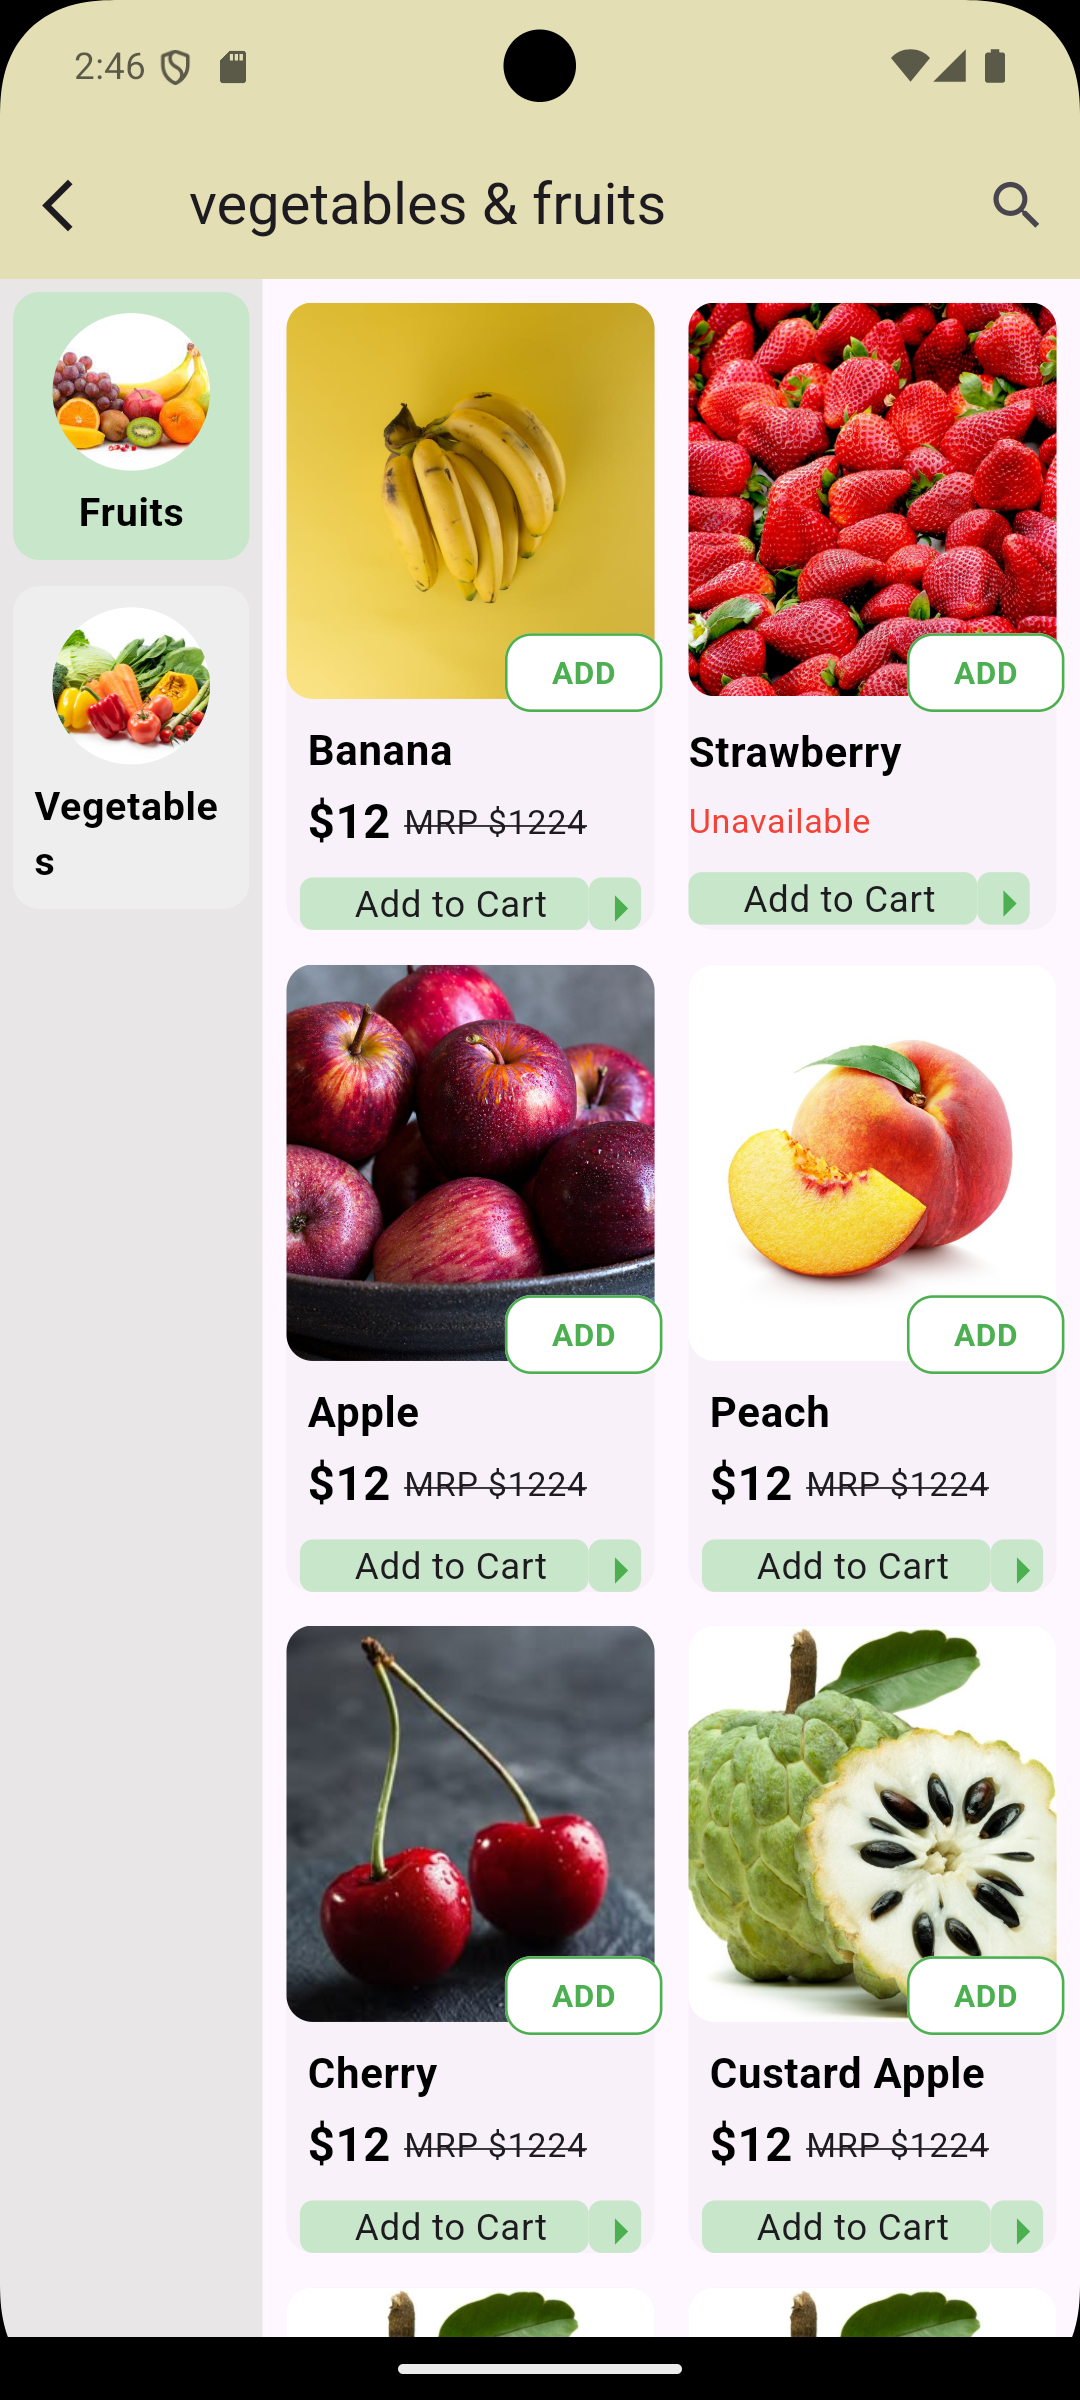 2:46
vegetables & fruits
Fruits
Vegetable
s
ADD
ADD
Banana
Strawberry
$12 MRP $1224
Unavailable
Add to Cart
Add to Cart
ADD
ADD
Apple
Peach
$12 MRP $1224
$12 MRP $1224
Add to Cart
Add to Cart
ADD
ADD
Cherry
Custard Apple
$12 MRP $1224
$12 MRP $1224
Add to Cart
Add to Cart